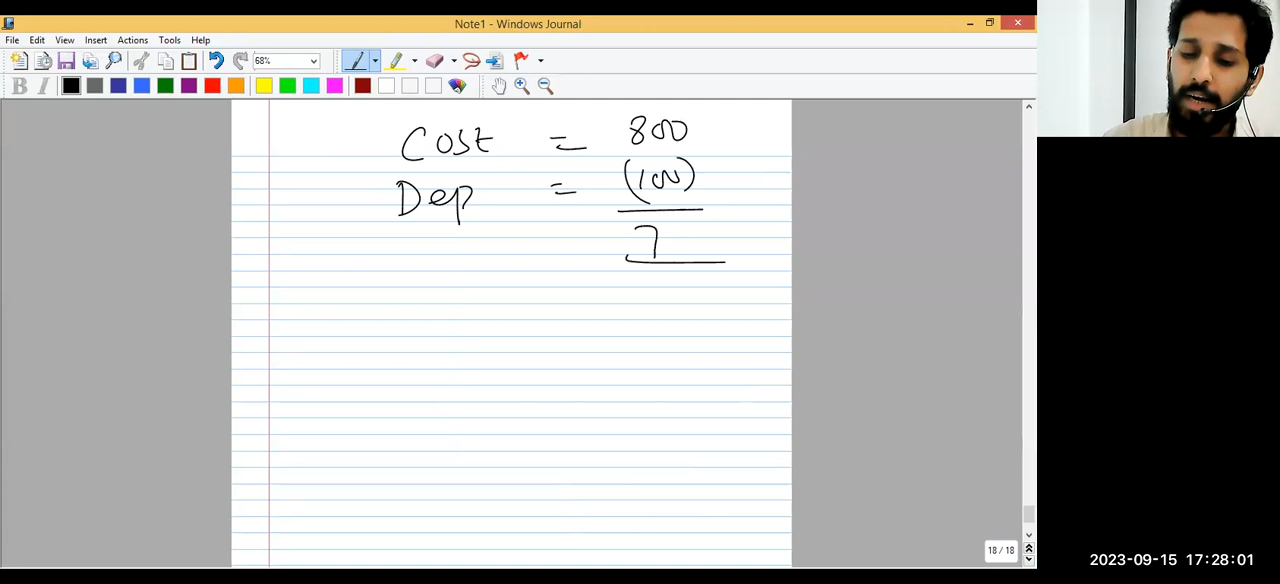 Note1 - Windows Journal
File Edit View Insert Actions Tools Help
68%
B I
Cost = 800
Dep = (100)
7
18 / 18
2023-09-15 17:28:01